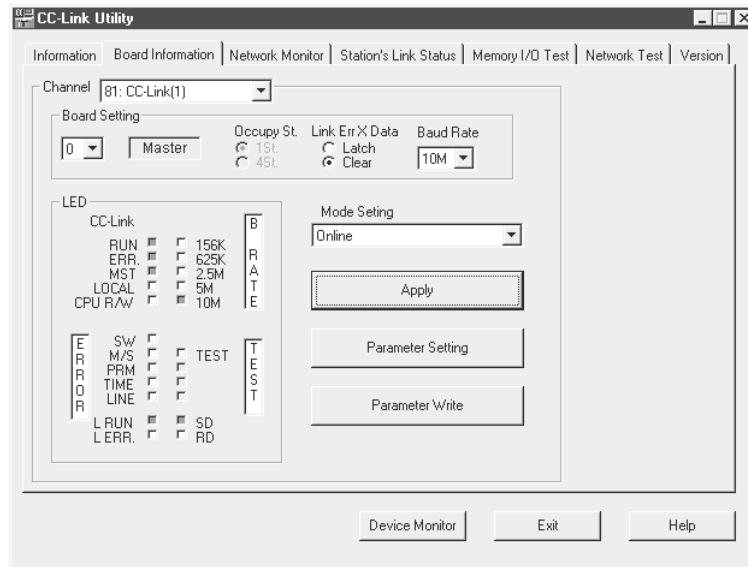 CC-Link Utility
Information Board Information Network Monitor Station's Link Status Memory I/O Test Network Test Version
Channel 81: CC-Link(1)
Board Setting
Occupy St. Link Err X Data Baud Rate
0 Master 1St. Latch 10M
4St. Clear
LED
CC-Link
RUN 156K
ERR. 625K
MST 2.5M
LOCAL 5M
CPU R/W 10M
B RATE
ERROR
SW
M/S TEST
PRM
TIME
LINE
TEST
L RUN SD
L ERR. RD
Mode Seting
Online
Apply
Parameter Setting
Parameter Write
Device Monitor Exit Help